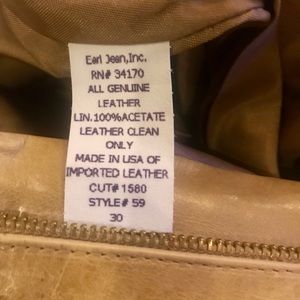 Earl Jean,Inc.
RN# 34170
ALL GENUINE
LEATHER
LIN.100%ACETATE
LEATHER CLEAN
ONLY
MADE IN USA OF
IMPORTED LEATHER
CUT# 1580
STYLE# 59
30